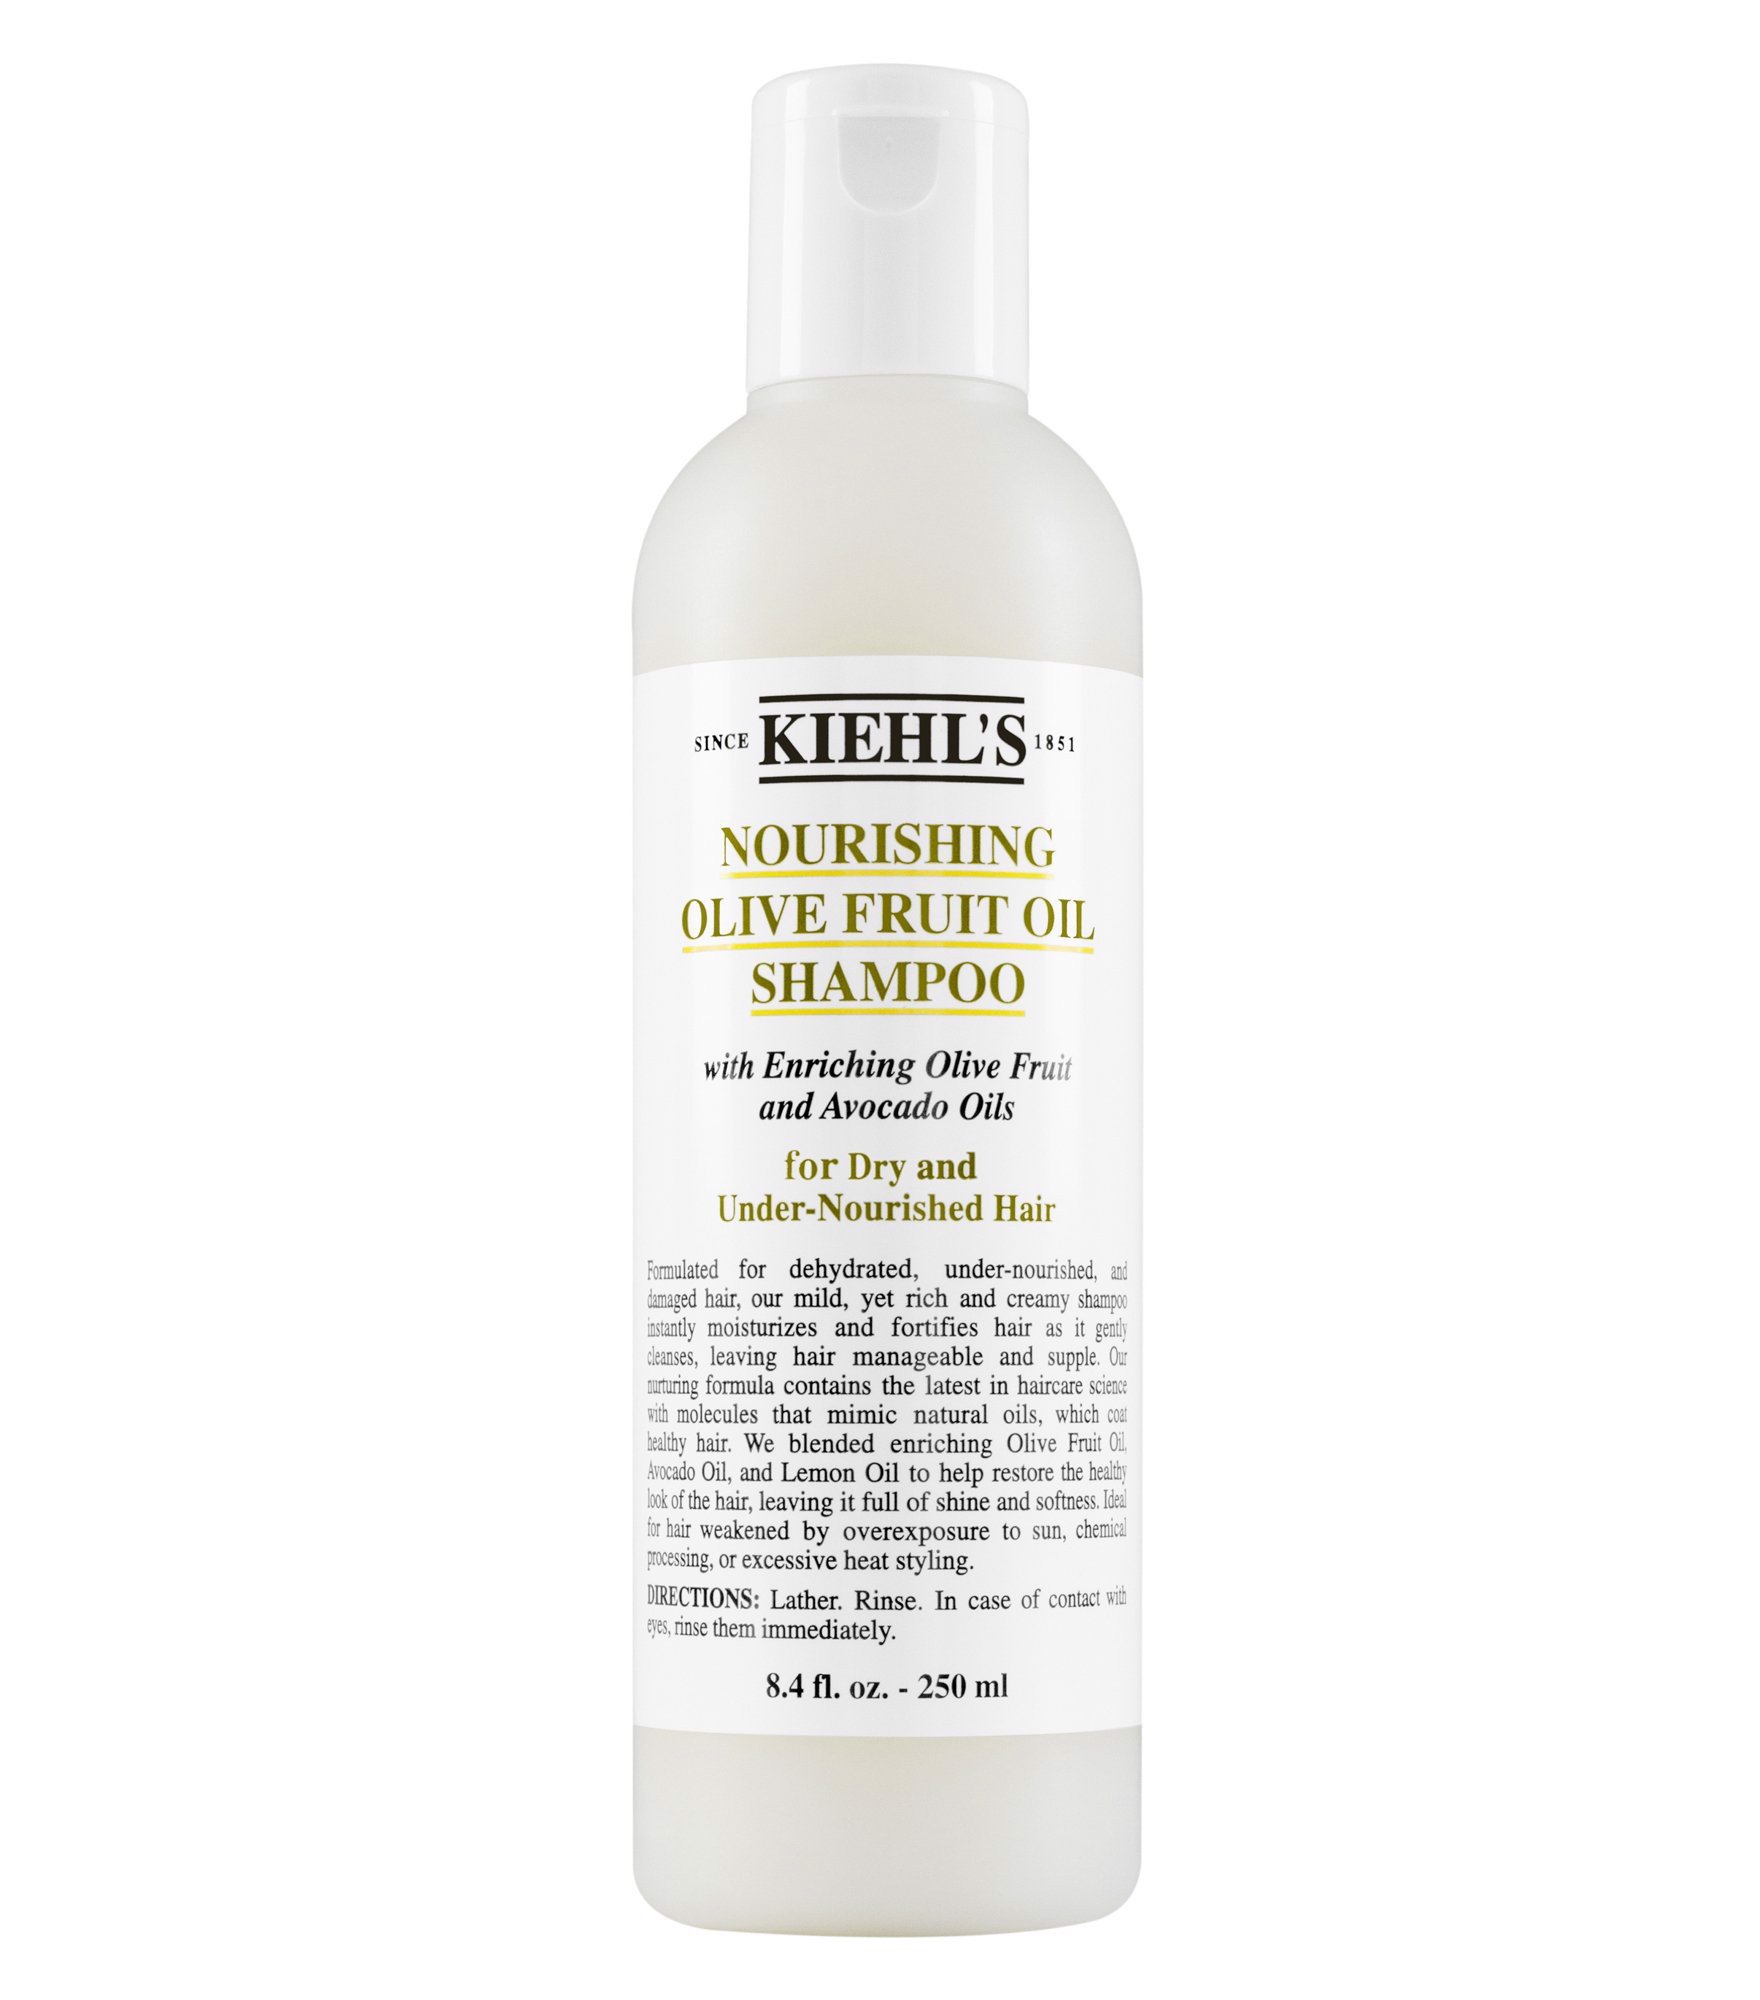 SINCE KIEHL'S 1851
NOURISHING
OLIVE FRUIT OIL
SHAMPOO
with Enriching Olive Fruit
and Avocado Oils
for Dry and
Under-Nourished Hair
Formulated for dehydrated, under-nourished, and
damaged hair, our mild, yet rich and creamy shampoo
instantly moisturizes and fortifies hair as it gently
cleanses, leaving hair manageable and supple. Our
nurturing formula contains the latest in haircare science
with molecules that mimic natural oils, which coat
healthy hair. We blended enriching Olive Fruit Oil,
Avocado Oil, and Lemon Oil to help restore the healthy
look of the hair, leaving it full of shine and softness. Ideal
for hair weakened by overexposure to sun, chemical
processing, or excessive heat styling.
DIRECTIONS: Lather. Rinse. In case of contact with
eyes, rinse them immediately.
8.4 fl. oz. - 250 ml